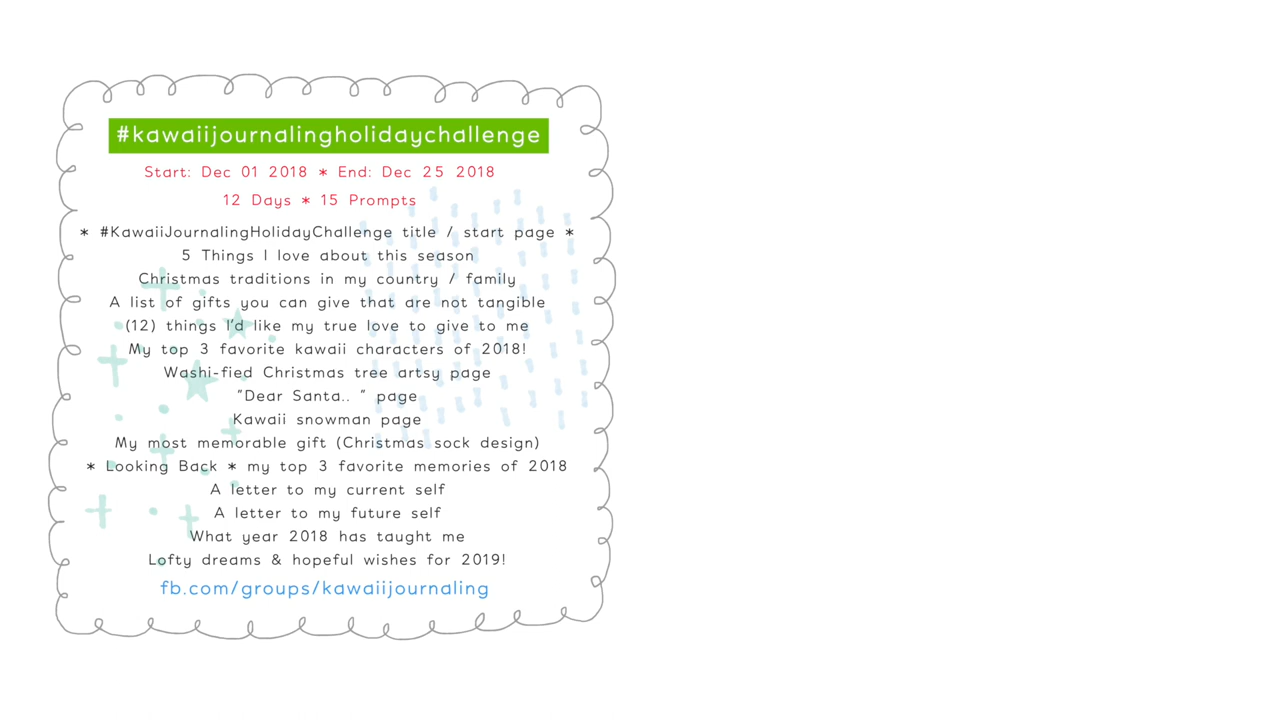 #kawaiijournalingholidaychallenge
Start: Dec 01 2018 * End: Dec 25 2018
12 Days * 15 Prompts
* #KawaiiJournalingHolidayChallenge title / start page *
5 Things I love about this season
Christmas traditions in my country / family
A list of gifts you can give that are not tangible
(12) things I'd like my true love to give to me
My top 3 favorite kawaii characters of 2018!
Washi-fied Christmas tree artsy page
"Dear Santa.. " page
Kawaii snowman page
My most memorable gift (Christmas sock design)
* Looking Back * my top 3 favorite memories of 2018
A letter to my current self
A letter to my future self
What year 2018 has taught me
Lofty dreams & hopeful wishes for 2019!
fb.com/groups/kawaiijournaling